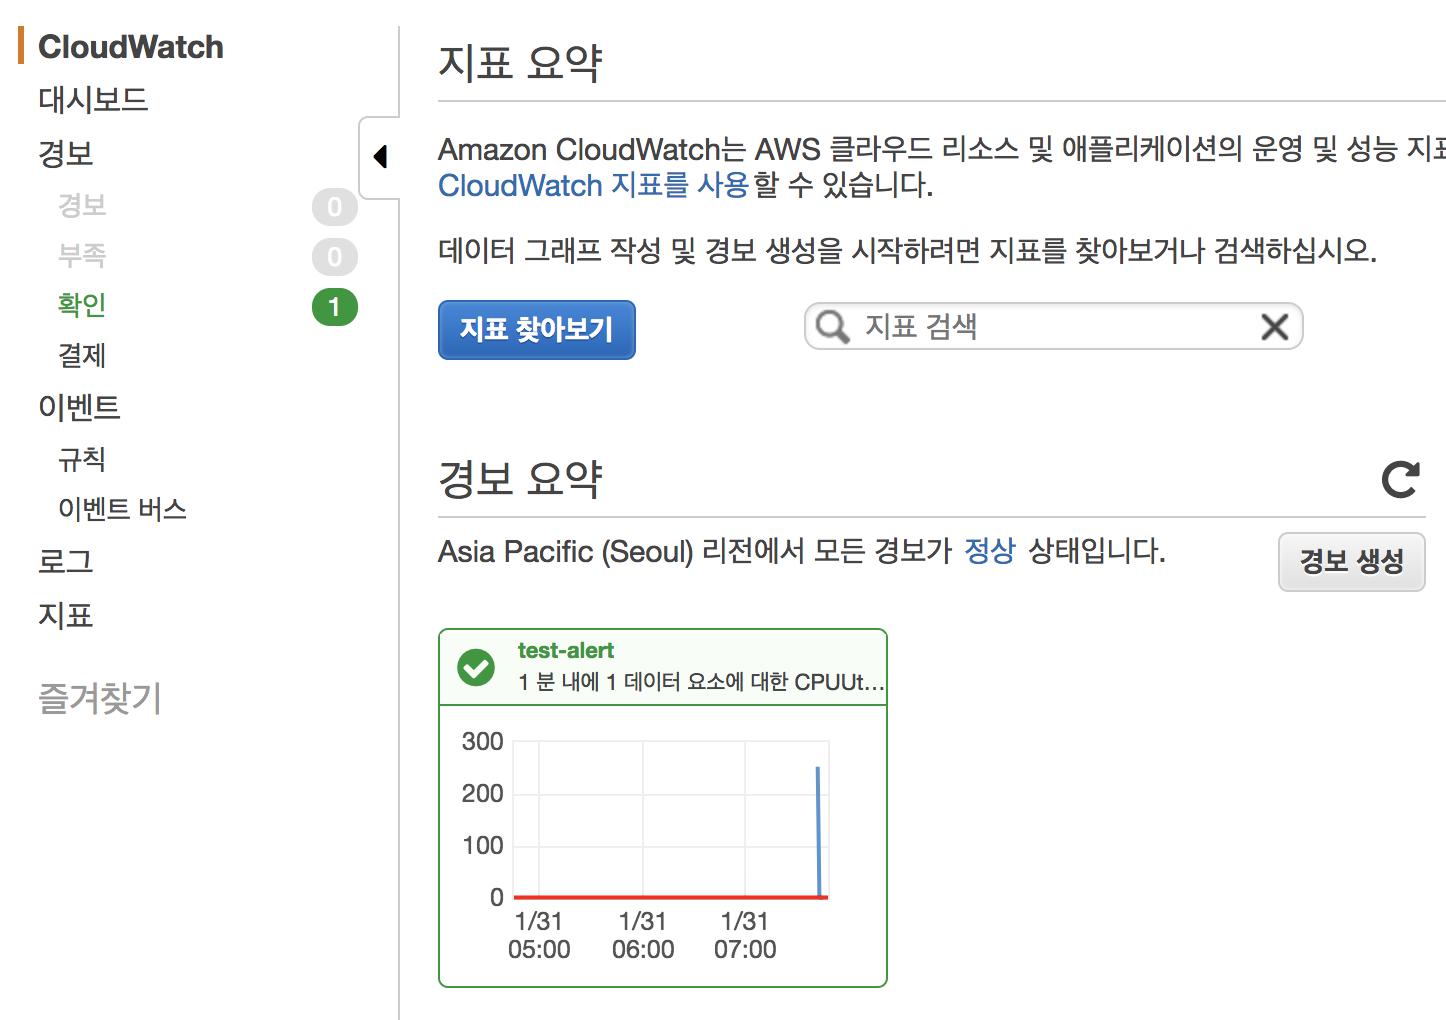 CloudWatch
대시보드
경보
경보 0
부족 0
확인 1
결제
이벤트
규칙
이벤트 버스
로그
지표
즐겨찾기
지표 요약
Amazon CloudWatch는 AWS 클라우드 리소스 및 애플리케이션의 운영 및 성능 지표
CloudWatch 지표를 사용할 수 있습니다.
데이터 그래프 작성 및 경보 생성을 시작하려면 지표를 찾아보거나 검색하십시오.
지표 찾아보기
지표 검색
경보 요약
Asia Pacific (Seoul) 리전에서 모든 경보가 정상 상태입니다.
경보 생성
test-alert
1 분 내에 1 데이터 요소에 대한 CPUUt...
300
200
100
0
1/31 1/31 1/31
05:00 06:00 07:00